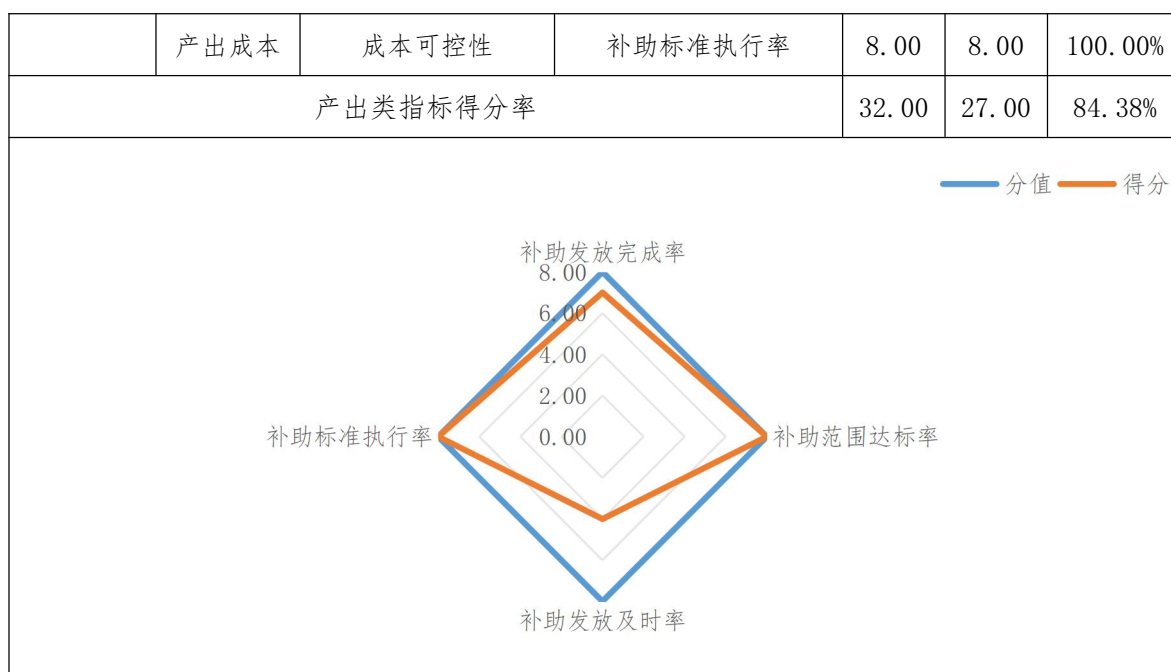 产出成本 成本可控性 补助标准执行率 8.00 8.00 100.00%
产出类指标得分率 32.00 27.00 84.38%
分值 得分
补助发放完成率
8.00
6.00
4.00
2.00
补助标准执行率 0.00 补助范围达标率
补助发放及时率